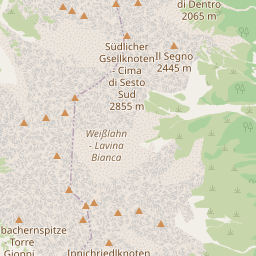 di Dentro
2065 m
Südlicher
Gsellknoten
- Cima
di Sesto
Sud
2855 m
Il Segno
2445 m
Weißlahn
- Lavina
Bianca
bachernspitze
Torre
Gioppi
Innichriedlknoten